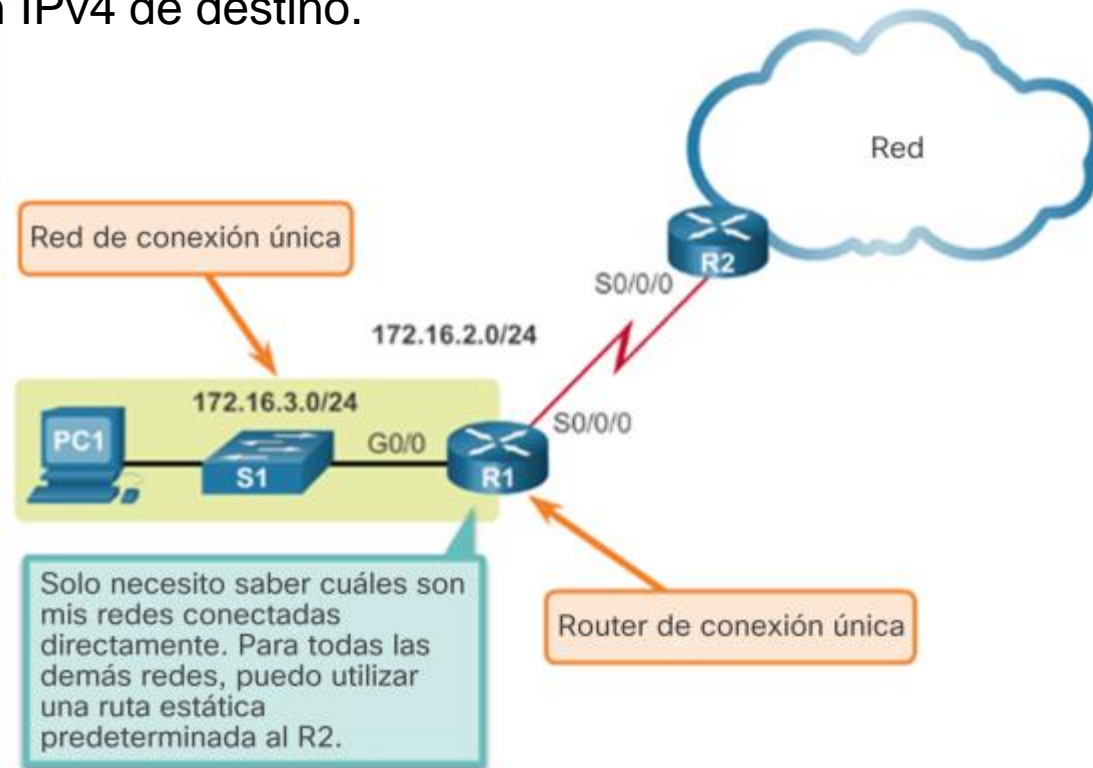 IPv4 de destino.
Red
Red de conexión única
R2
S0/0/0
172.16.2.0/24
172.16.3.0/24
S0/0/0
PC1
G0/0
S1
R1
Solo necesito saber cuáles son
mis redes conectadas
directamente. Para todas las
demás redes, puedo utilizar
una ruta estática
predeterminada al R2.
Router de conexión única